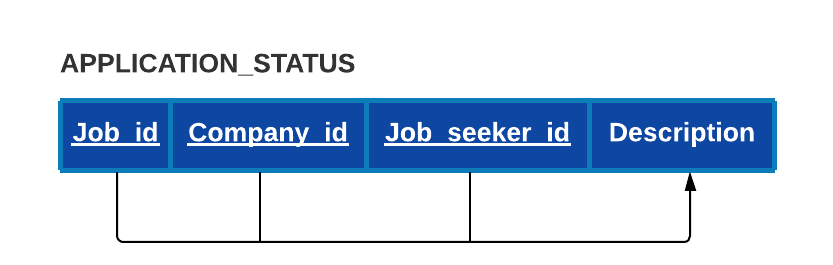 APPLICATION_STATUS
Job_id Company_id Job_seeker_id Description